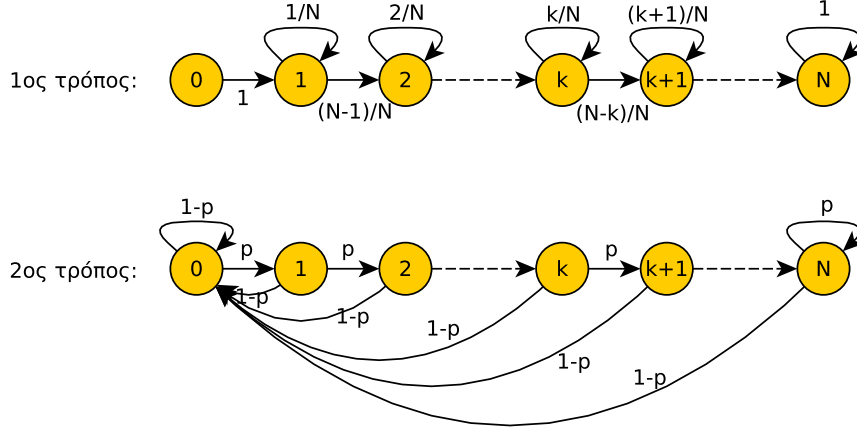 1/N 2/N k/N (k+1)/N 1
1ος τρόπος: 0 1 2 k k+1 N
1 (N-1)/N (N-k)/N
1-p p
p p p
2ος τρόπος: 0 1 2 k k+1 N
1-p 1-p 1-p 1-p 1-p